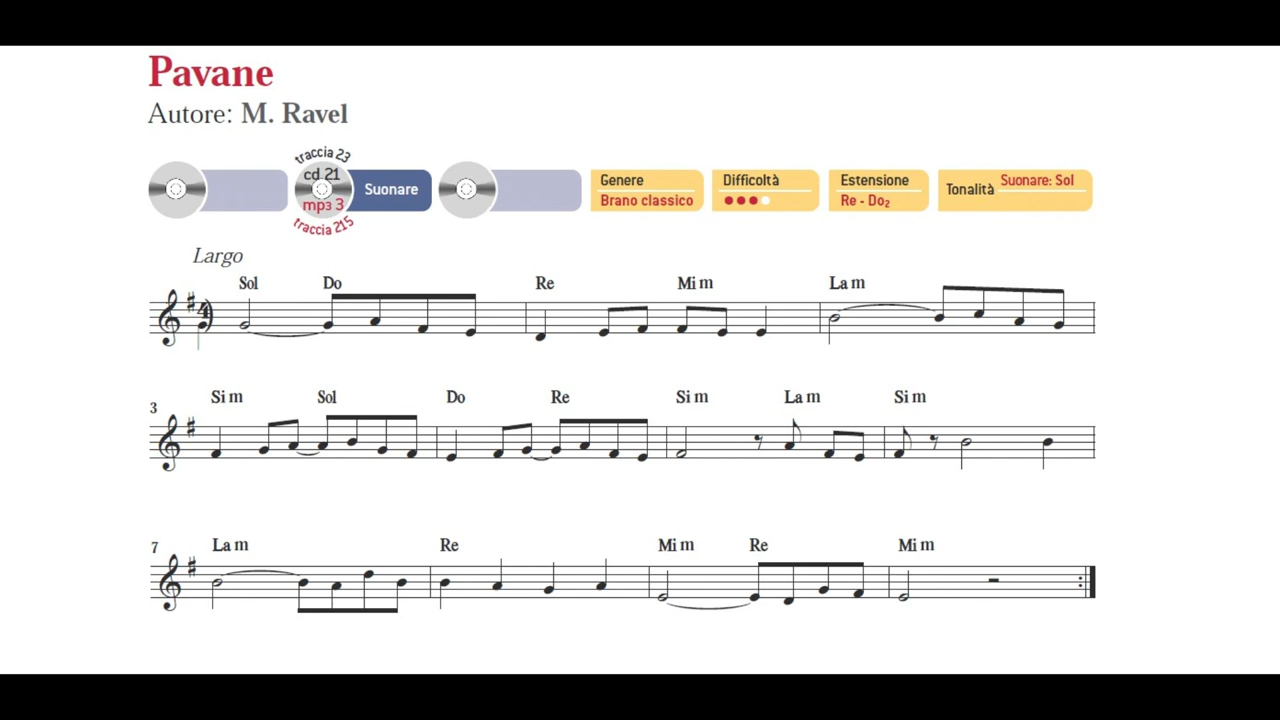 Pavane
Autore: M. Ravel
traccia 23
cd 21
mp3 3
traccia 215
Suonare
Genere
Brano classico
Difficoltà
Estensione
Re - Do2
Tonalità
Suonare: Sol
Largo
Sol Do Re Mi m La m
4
3
Si m Sol Do Re Si m La m Si m
7
La m Re Mi m Re Mi m